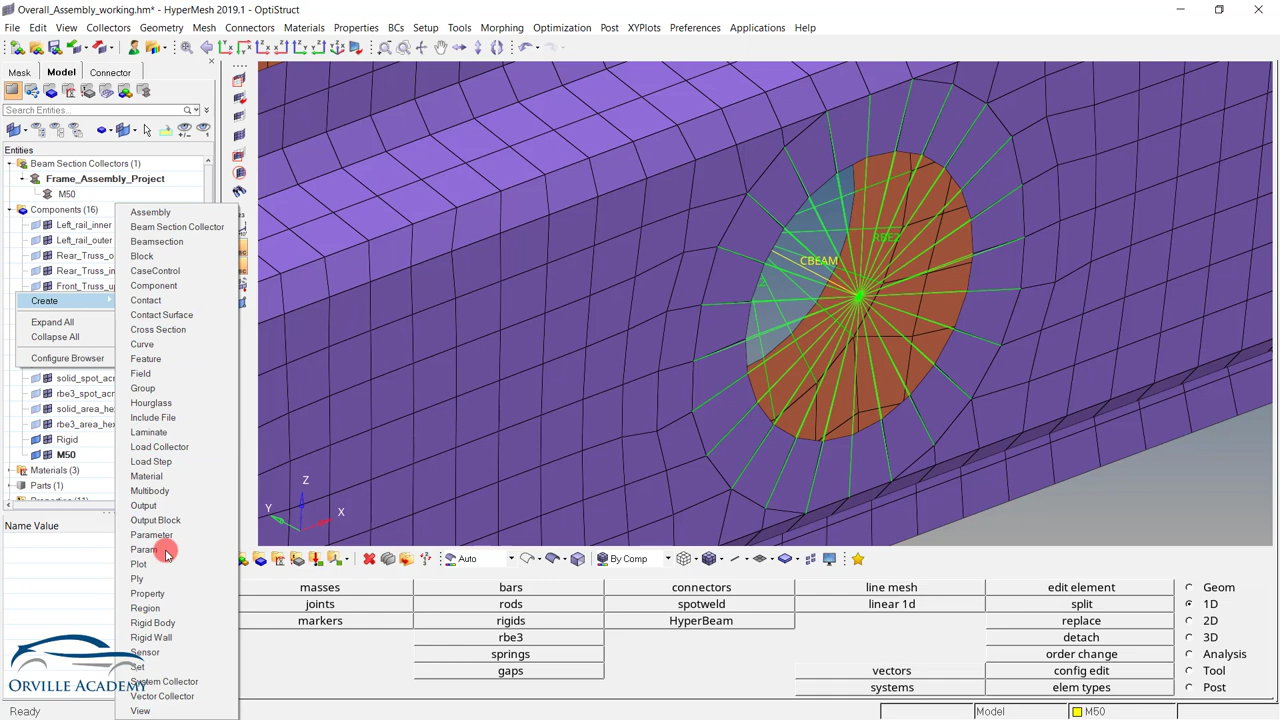 Overall_Assembly_working.hm* - HyperMesh 2019.1 - OptiStruct
File Edit View Collectors Geometry Mesh Connectors Materials Properties BCs Setup Tools Morphing Optimization Post XYPlots Preferences Applications Help
Mask Model Connector
Search Entities...
Entities
Beam Section Collectors (1)
Frame_Assembly_Project
M50
Components (16)
Left_rail_inner
Left_rail_outer
Rear_Truss_o
Rear_Truss_in
Front_Truss_u
solid_spot_acr
rbe3_spot_acr
solid_area_he
rbe3_area_he
Rigid
M50
Materials (3)
Parts (1)
Name Value
Create
Expand All
Collapse All
Configure Browser
Assembly
Beam Section Collector
Beamsection
Block
CaseControl
Component
Contact
Contact Surface
Cross Section
Curve
Feature
Field
Group
Hourglass
Include File
Laminate
Load Collector
Load Step
Material
Multibody
Output
Output Block
Parameter
Param
Plot
Ply
Property
Region
Rigid Body
Rigid Wall
Sensor
Set
System Collector
Vector Collector
View
RBE2
CBEAM
Z
Y
X
Auto
By Comp
masses bars connectors line mesh edit element Geom
joints rods spotweld linear 1d split 1D
markers rigids HyperBeam replace 2D
rbe3 detach 3D
springs order change Analysis
gaps vectors config edit Tool
systems elem types Post
ORVILLE ACADEMY
Ready
Model
M50